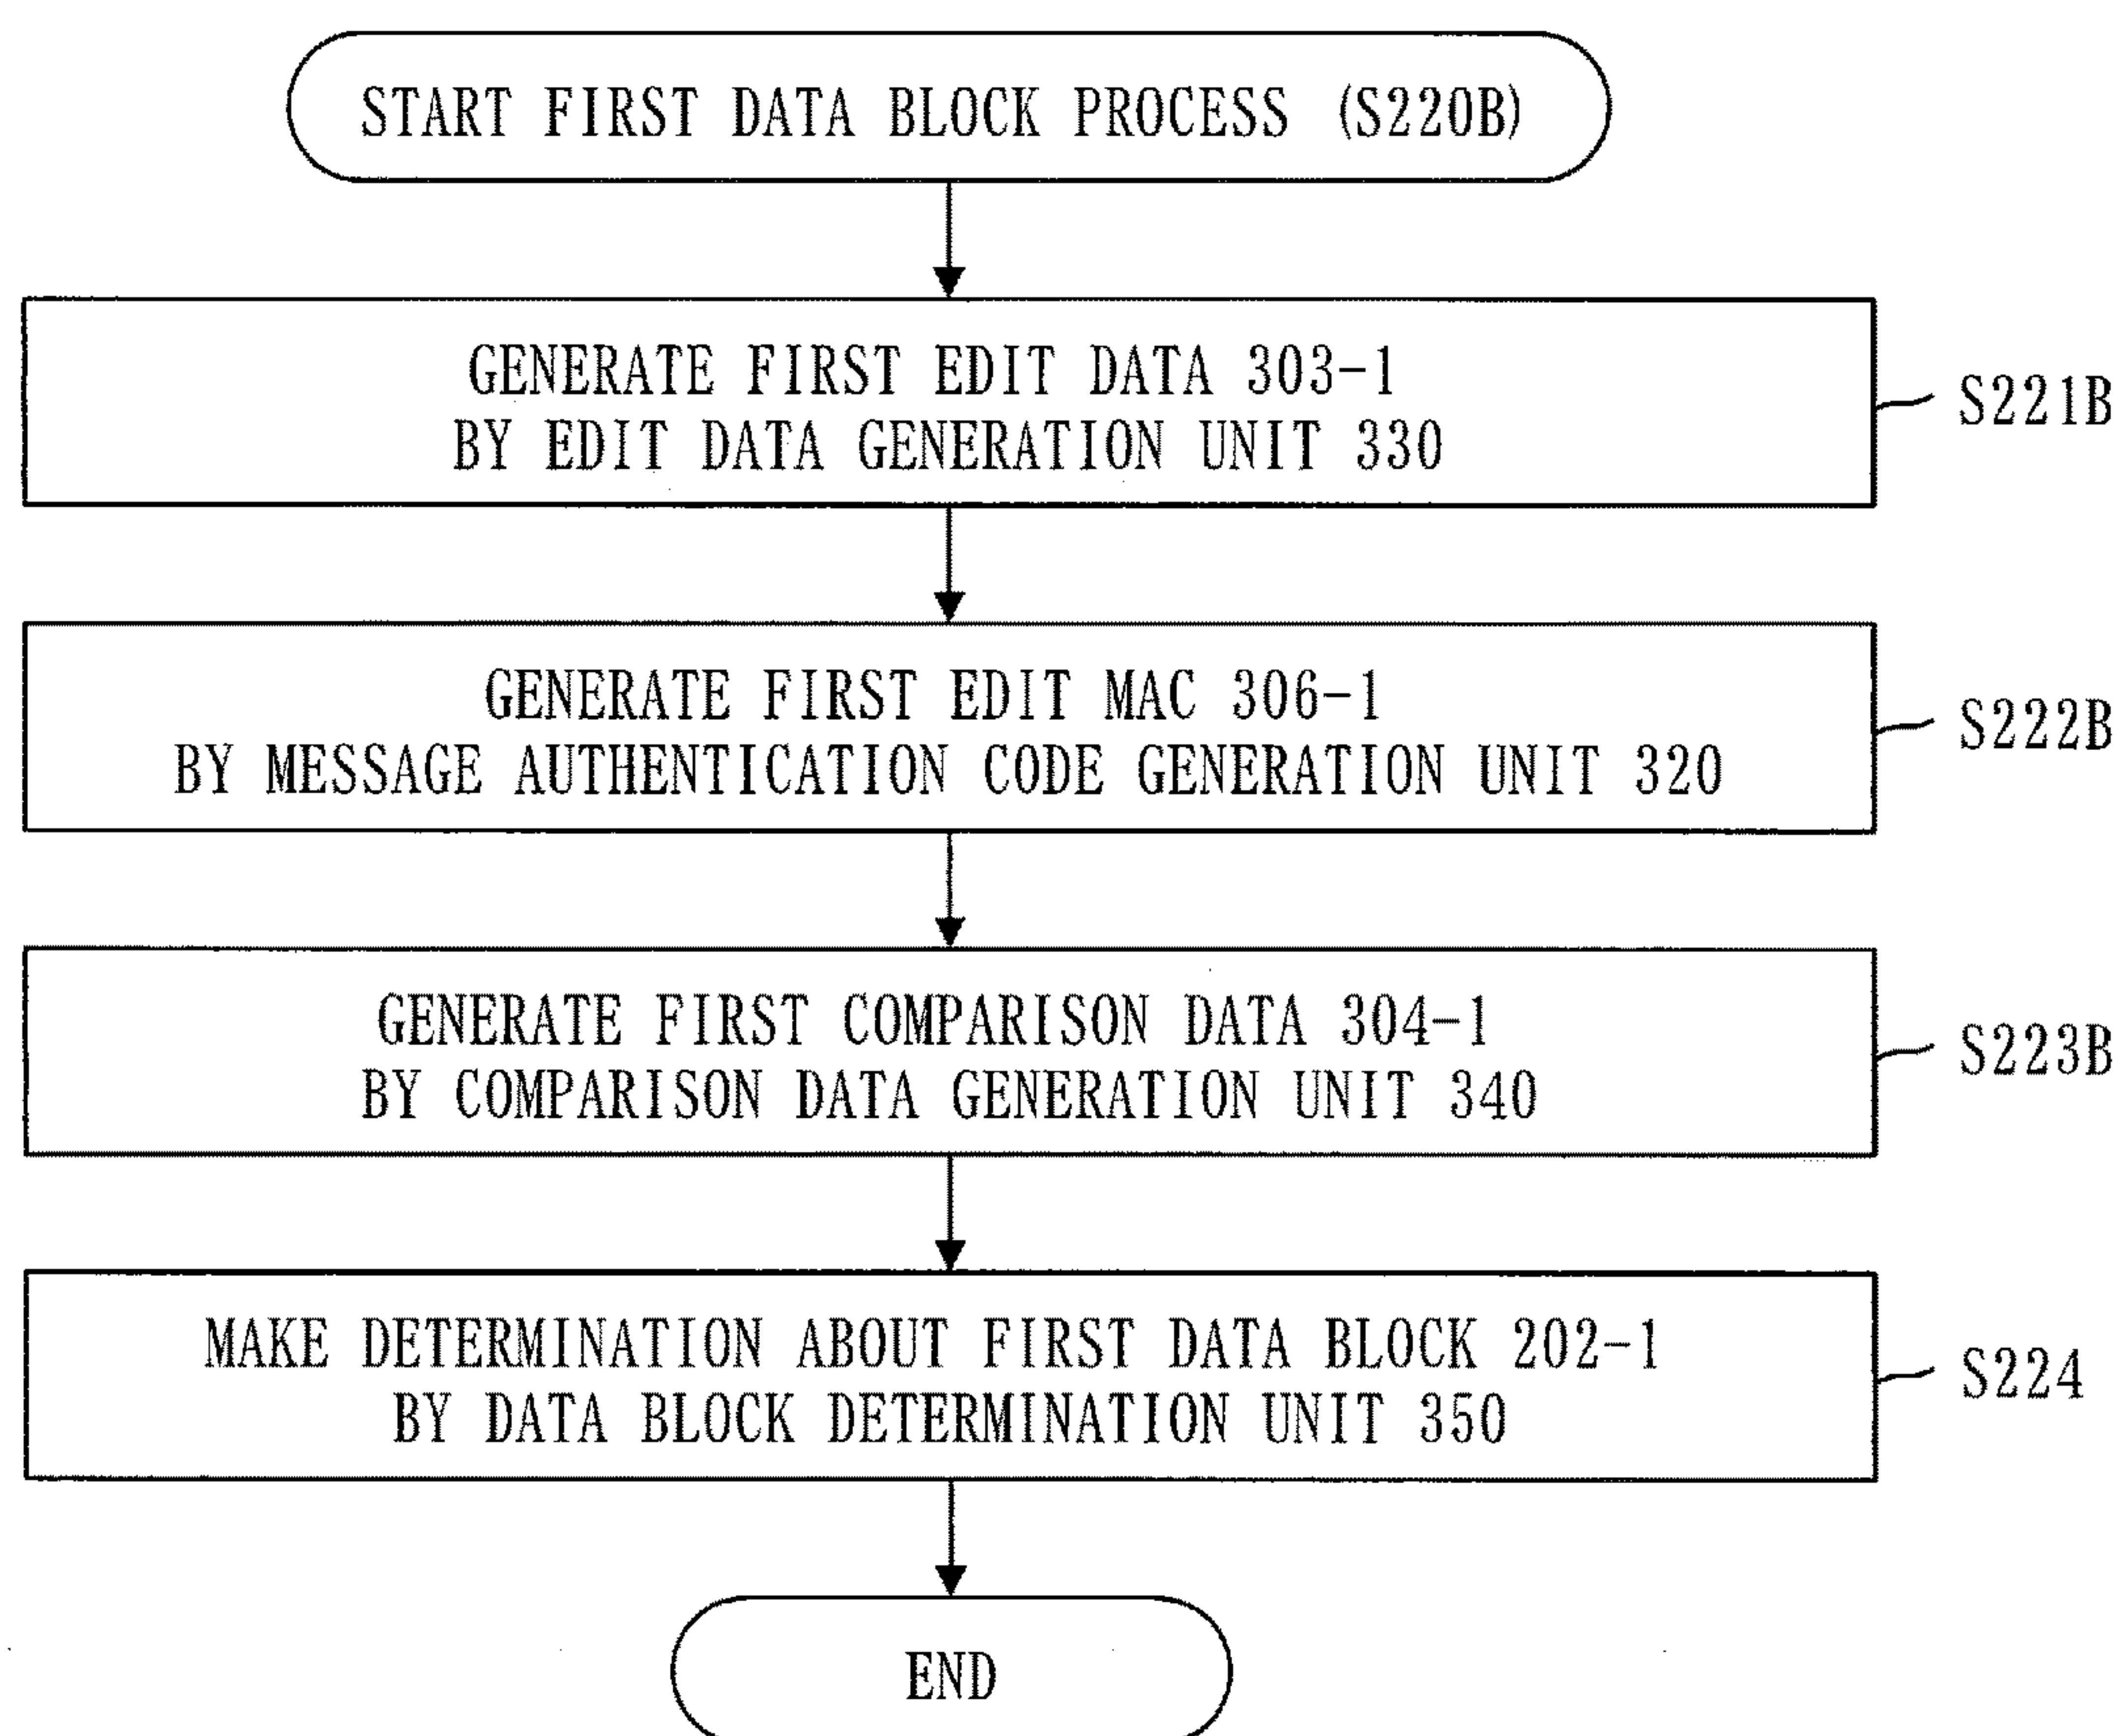 START FIRST DATA BLOCK PROCESS (S220B)
GENERATE FIRST EDIT DATA 303-1
BY EDIT DATA GENERATION UNIT 330
S221B
GENERATE FIRST EDIT MAC 306-1
BY MESSAGE AUTHENTICATION CODE GENERATION UNIT 320
S222B
GENERATE FIRST COMPARISON DATA 304-1
BY COMPARISON DATA GENERATION UNIT 340
S223B
MAKE DETERMINATION ABOUT FIRST DATA BLOCK 202-1
BY DATA BLOCK DETERMINATION UNIT 350
S224
END